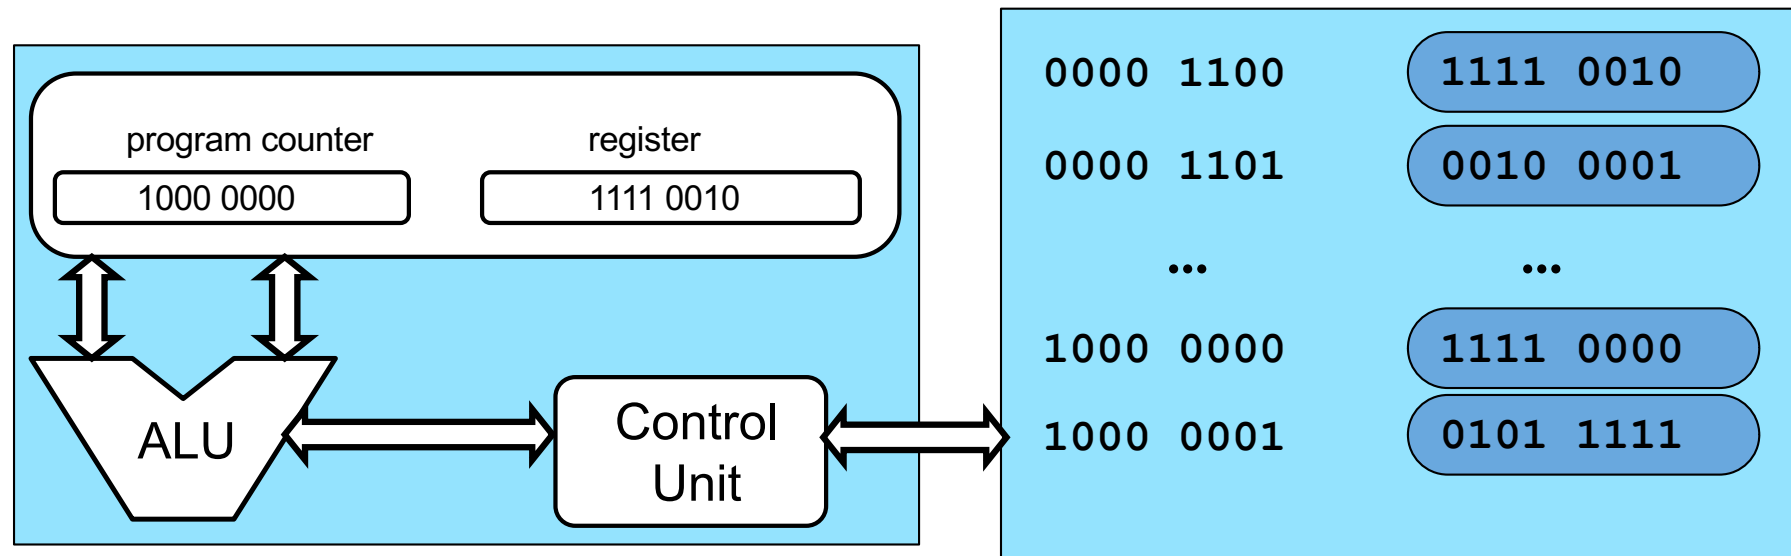 program counter
register
1000 0000
1111 0010
ALU
Control
Unit
0000 1100 1111 0010
0000 1101 0010 0001
... ...
1000 0000 1111 0000
1000 0001 0101 1111